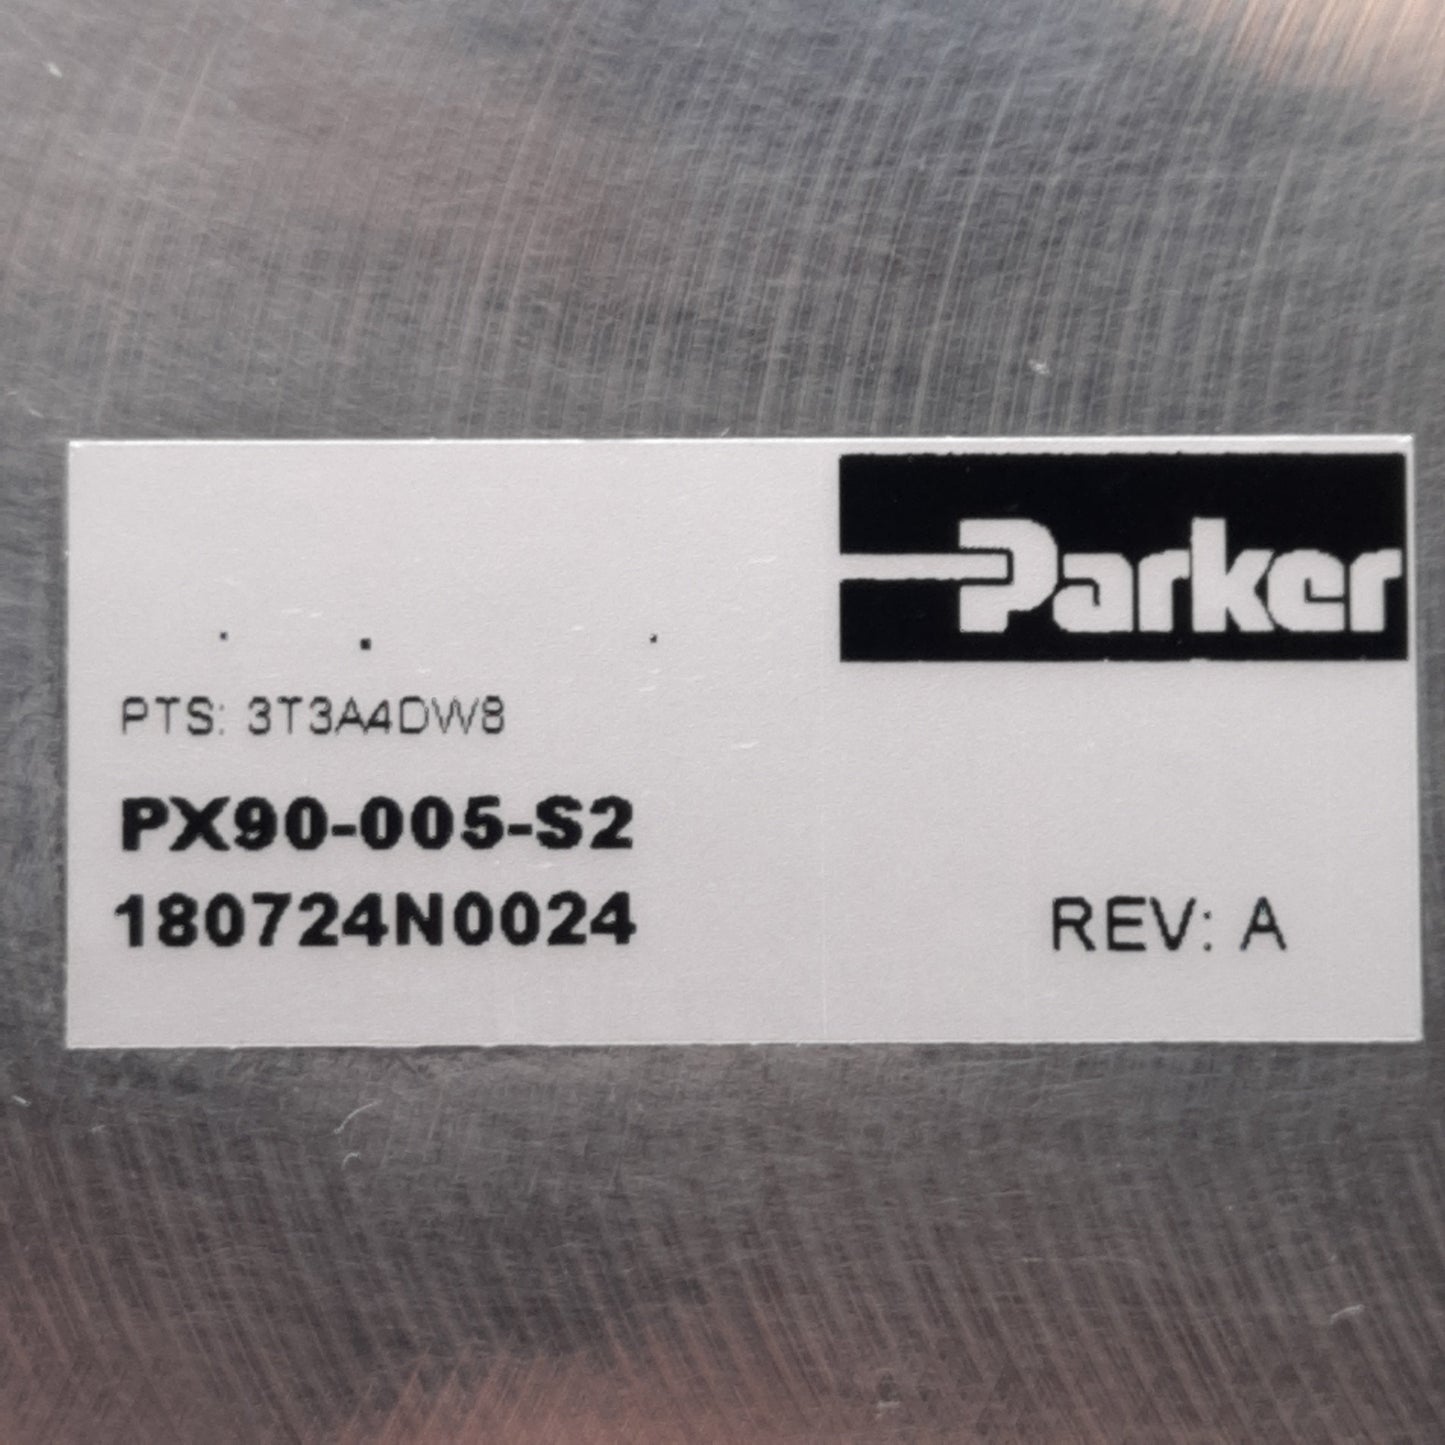 Parker
PTS: 3T3A4DW8
PX90-005-S2
180724N0024
REV: A